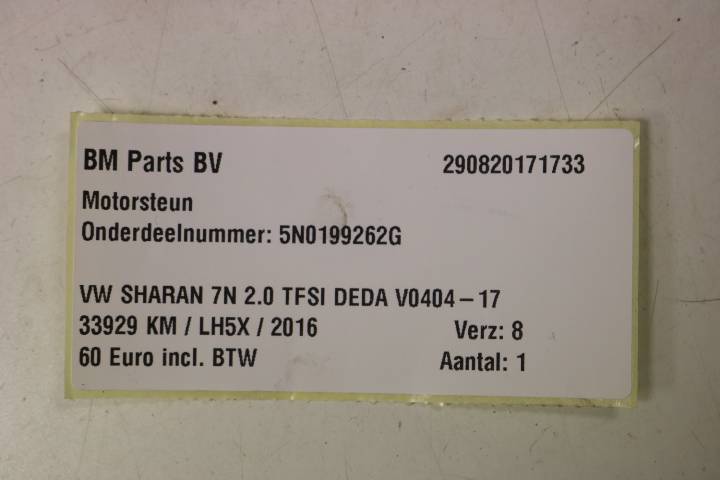 BM Parts BV 290820171733
Motorsteun
Onderdeelnummer: 5N0199262G
VW SHARAN 7N 2.0 TFSI DEDA V0404-17
33929 KM / LH5X / 2016 Verz: 8
60 Euro incl. BTW Aantal: 1